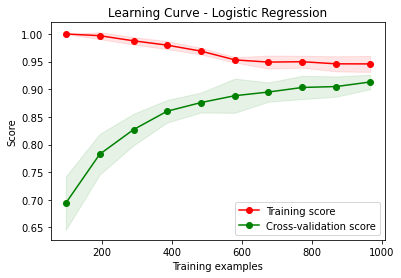 Learning Curve - Logistic Regression
Score
1.00
0.95
0.90
0.85
0.80
0.75
0.70
0.65
Training score
Cross-validation score
200 400 600 800 1000
Training examples